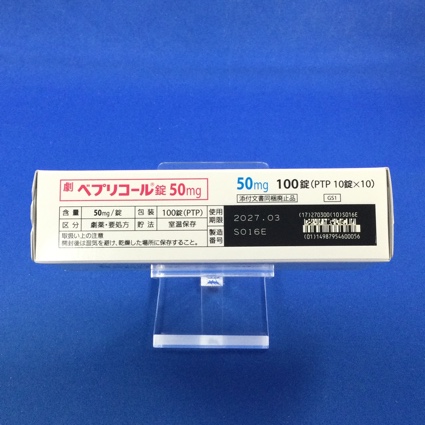 劇 ベプリコール®錠50mg
50mg 100錠(PTP 10錠×10)
添付文書同梱廃止品 GS1
含量 50mg/錠 包装 100錠(PTP)
区分 劇薬・要処方 貯法 室温保存
取扱い上の注意
開封後は湿気を避け、乾燥した場所に保存すること。
使用期限 2027.03
製造番号 S016E
(17)270300(10)S016E
(01)14987954600056